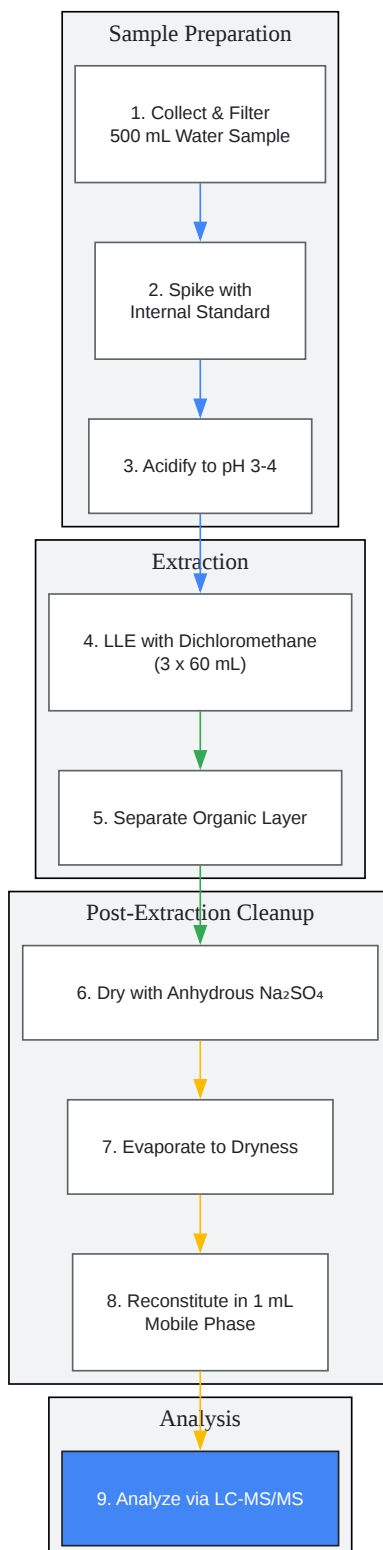 Sample Preparation
1. Collect & Filter
500 mL Water Sample
2. Spike with
Internal Standard
3. Acidify to pH 3-4
Extraction
4. LLE with Dichloromethane
(3 x 60 mL)
5. Separate Organic Layer
Post-Extraction Cleanup
6. Dry with Anhydrous Na₂SO₄
7. Evaporate to Dryness
8. Reconstitute in 1 mL
Mobile Phase
Analysis
9. Analyze via LC-MS/MS